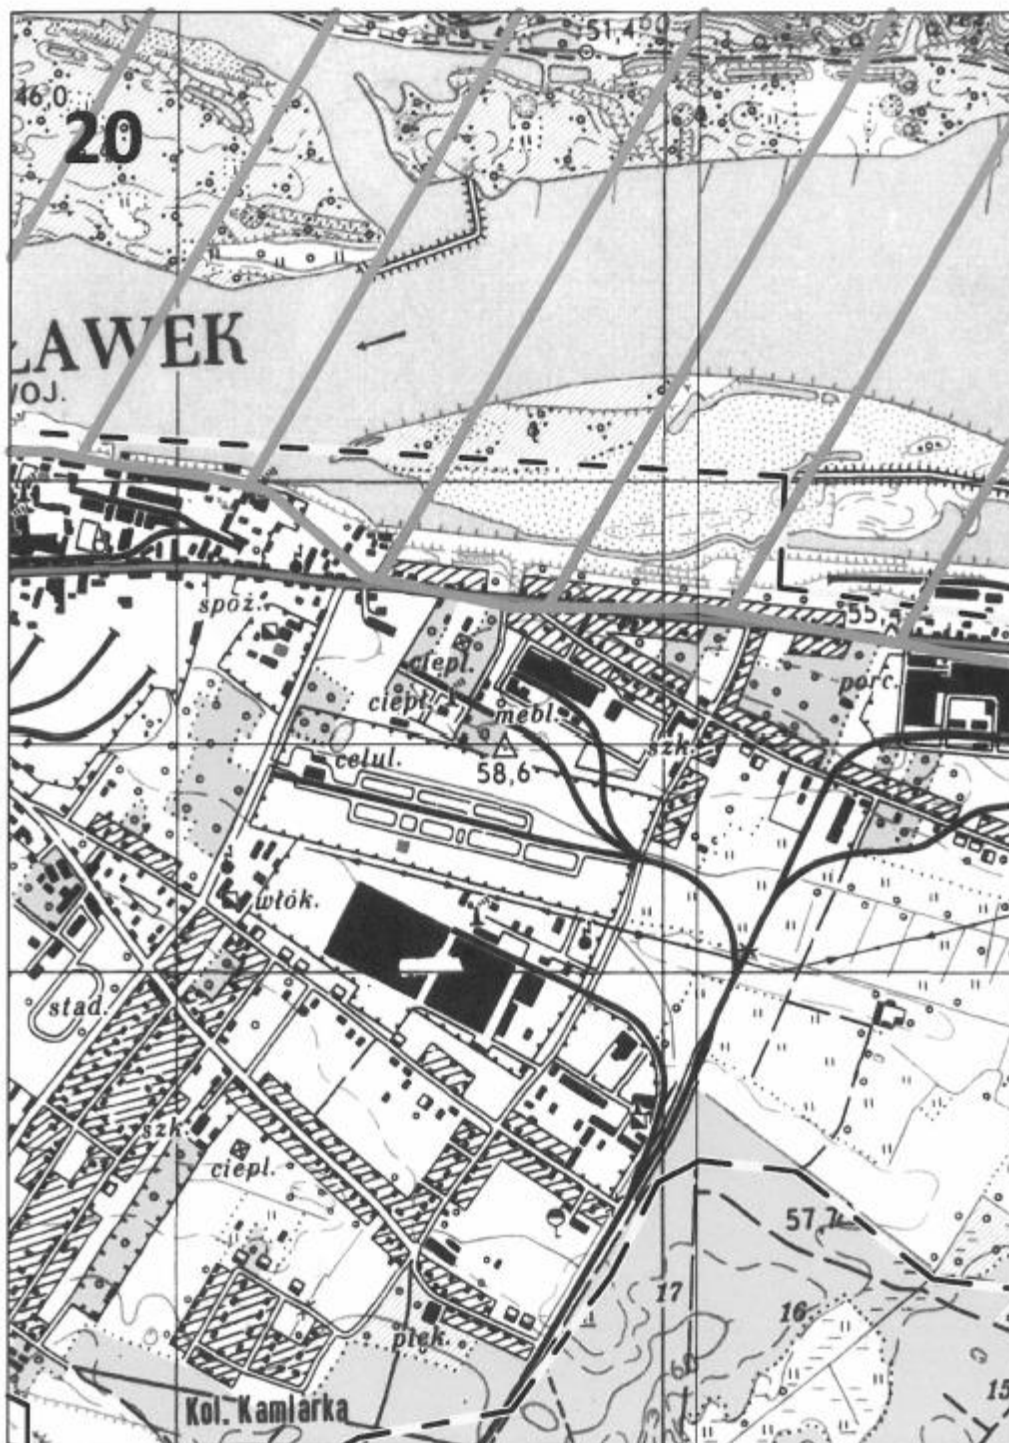 51,4
46,0
20
ŁAWEK
WOJ.
spoż.
55,
ciepl.
porc.
ciepl.
mebl.
szk.
celul.
58,6
włók.
stad.
szk.
ciepl.
57,7
17
16
piek.
15
Kol. Kamlarka